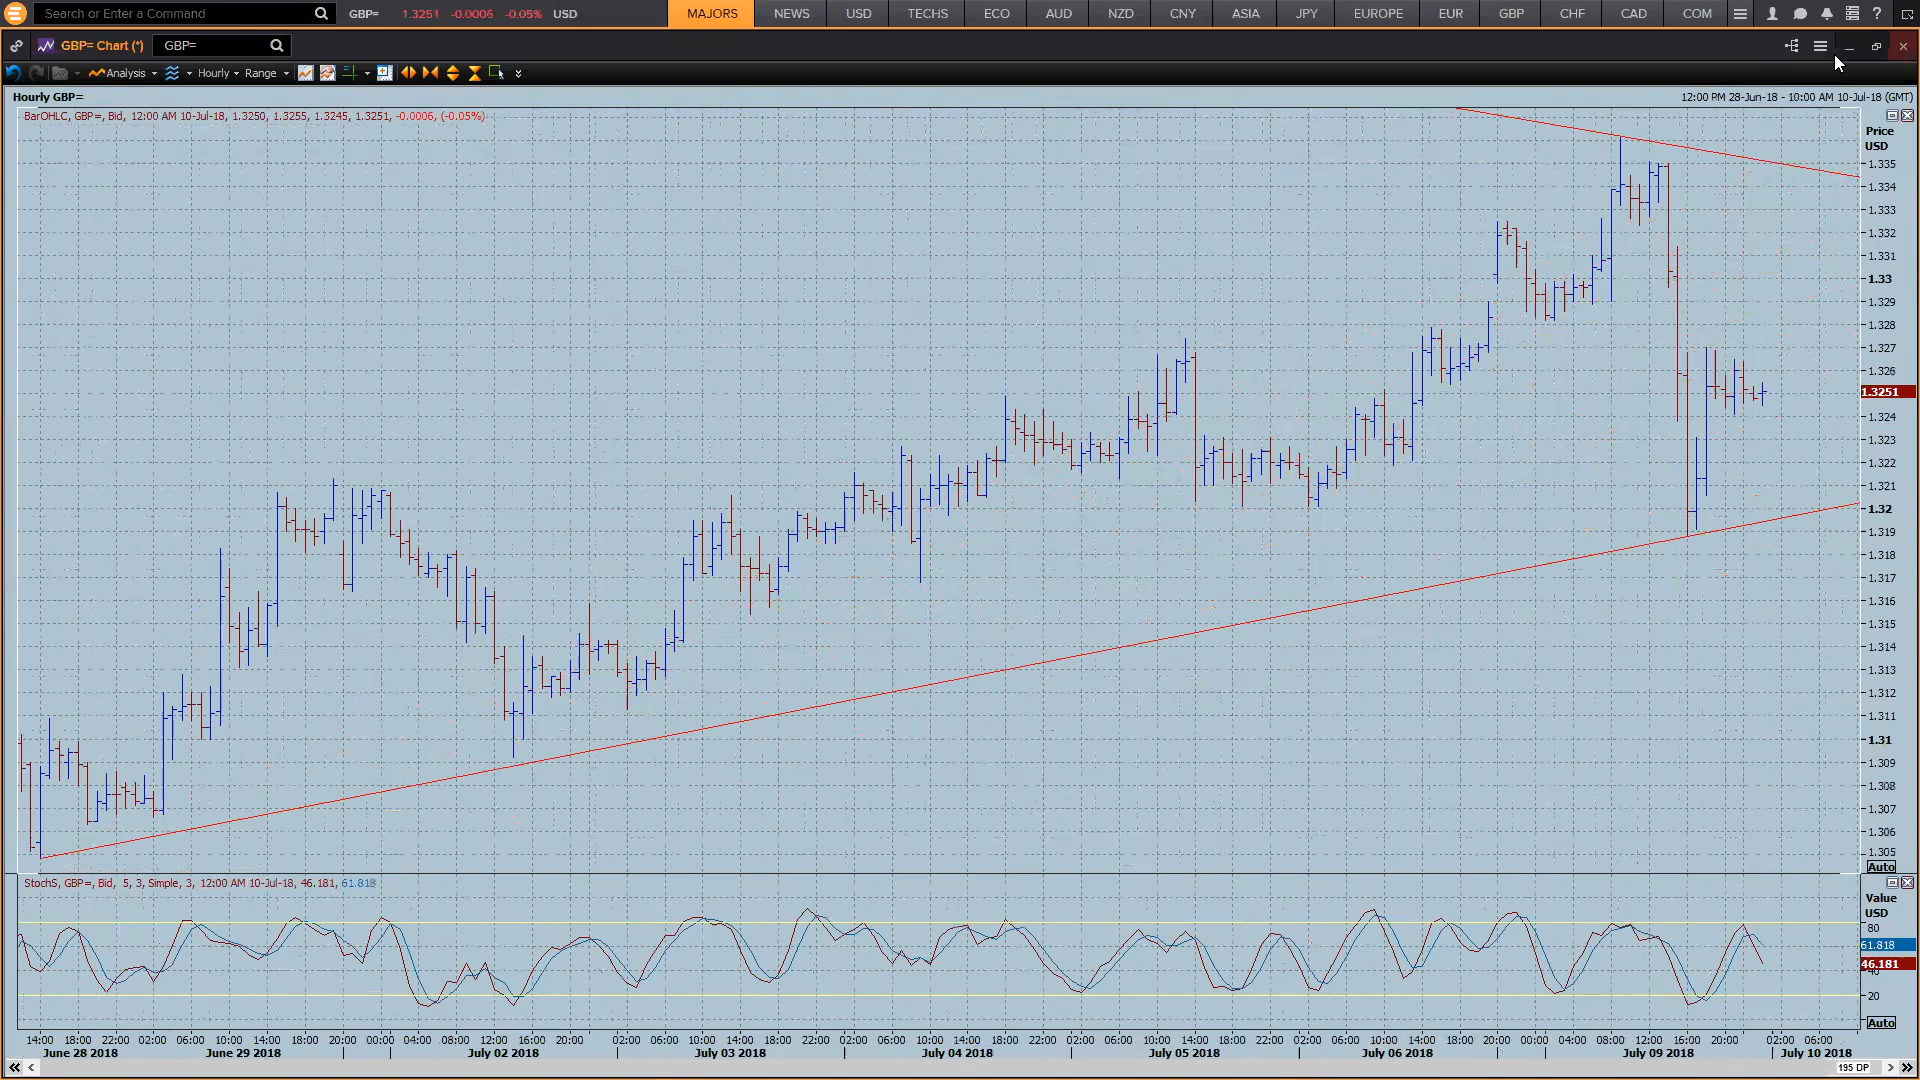 Search or Enter a Command GBP= 1.3251 -0.0006 -0.05% USD MAJORS NEWS USD TECHS ECO AUD NZD CNY ASIA JPY EUROPE EUR GBP CHF CAD COM
GBP= Chart (*) GBP=
Analysis Hourly Range
Hourly GBP= 12:00 PM 28-Jun-18 - 10:00 AM 10-Jul-18 (GMT)
BarOHLC, GBP=, Bid, 12:00 AM 10-Jul-18, 1.3250, 1.3255, 1.3245, 1.3251, -0.0006, (-0.05%)
Price
USD
1.335
1.334
1.333
1.332
1.331
1.33
1.329
1.328
1.327
1.326
1.3251
1.324
1.323
1.322
1.321
1.32
1.319
1.318
1.317
1.316
1.315
1.314
1.313
1.312
1.311
1.31
1.309
1.308
1.307
1.306
1.305
Auto
StochS, GBP=, Bid, 5, 3, Simple, 3, 12:00 AM 10-Jul-18, 46.181, 61.818
Value
USD
80
61.818
46.181
40
20
Auto
14:00 18:00 22:00 02:00 06:00 10:00 14:00 16:00 20:00 00:00 04:00 08:00 12:00 16:00 20:00 02:00 06:00 10:00 14:00 18:00 22:00 02:00 06:00 10:00 14:00 18:00 22:00 02:00 06:00 10:00 14:00 18:00 22:00 02:00 06:00 10:00 14:00 16:00 20:00 00:00 04:00 08:00 12:00 16:00 20:00 02:00 06:00
June 28 2018 June 29 2018 July 02 2018 July 03 2018 July 04 2018 July 05 2018 July 06 2018 July 09 2018 July 10 2018
195 DP